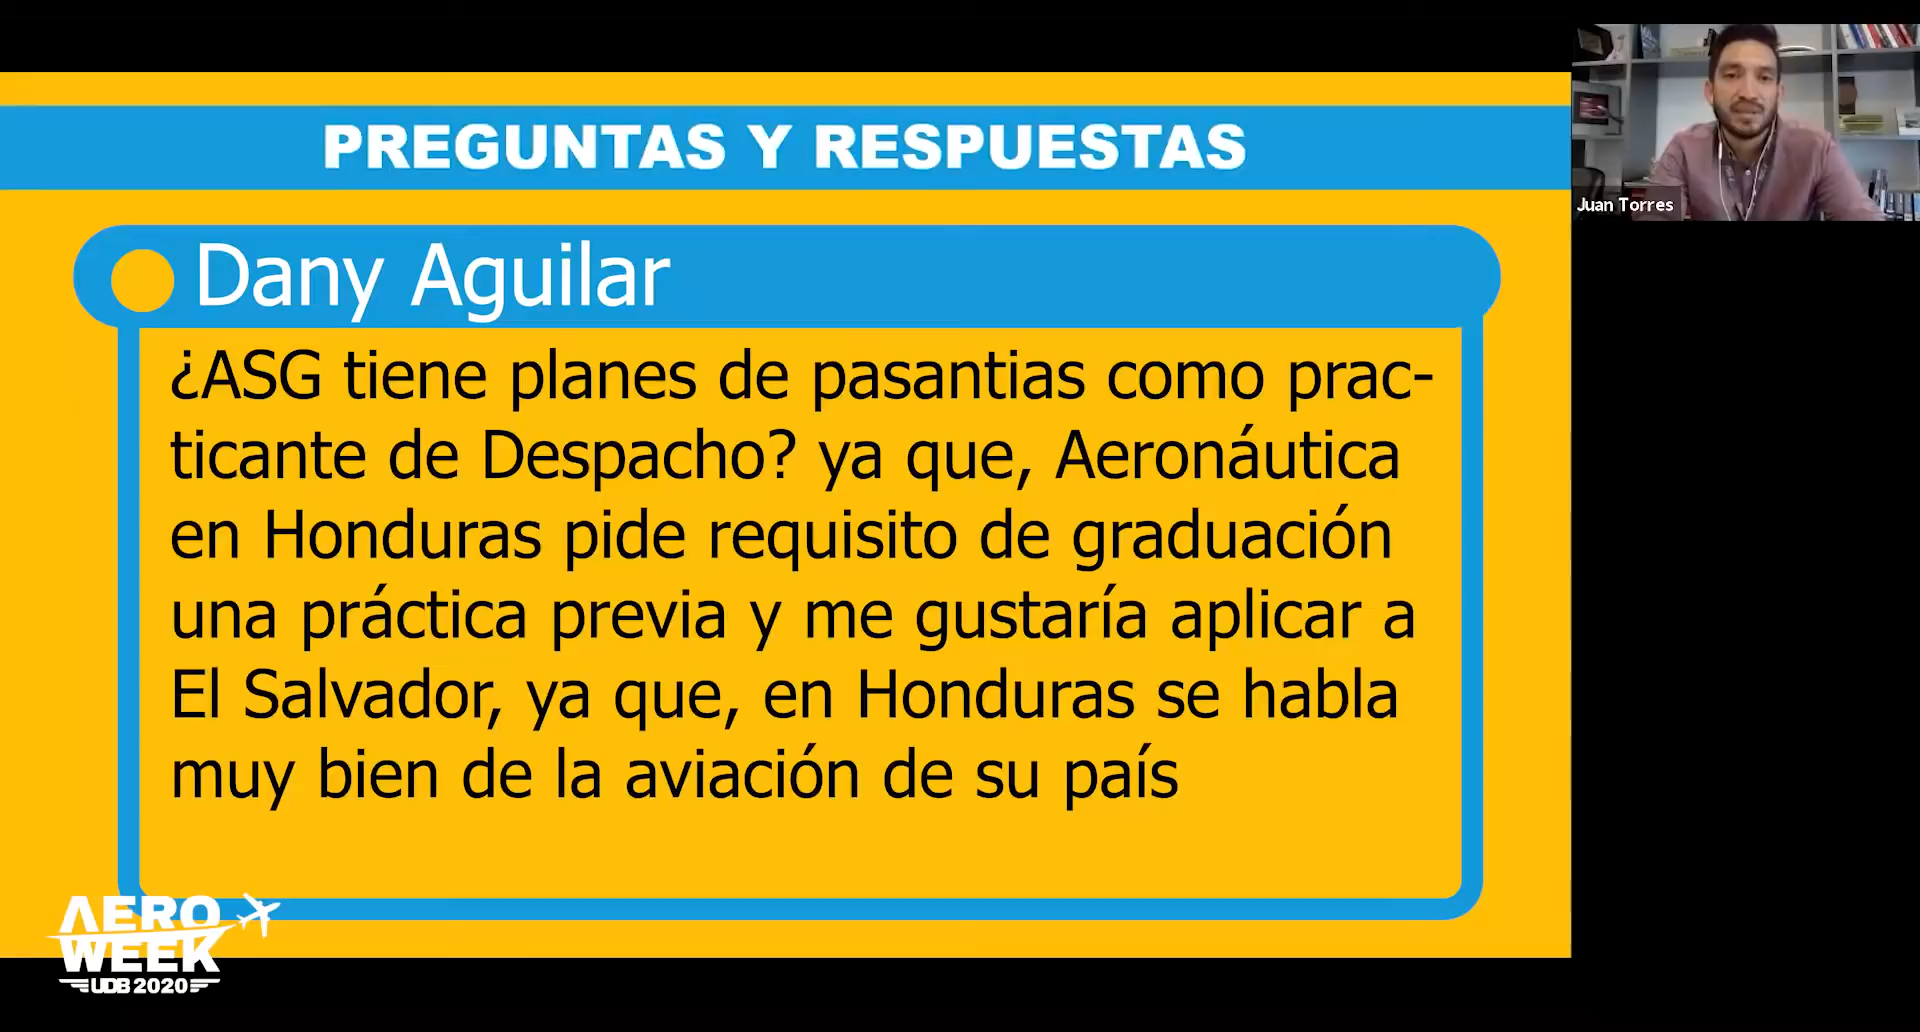 PREGUNTAS Y RESPUESTAS
Juan Torres
Dany Aguilar
¿ASG tiene planes de pasantias como prac-
ticante de Despacho? ya que, Aeronáutica
en Honduras pide requisito de graduación
una práctica previa y me gustaría aplicar a
El Salvador, ya que, en Honduras se habla
muy bien de la aviación de su país
AERO
WEEK
UDB 2020